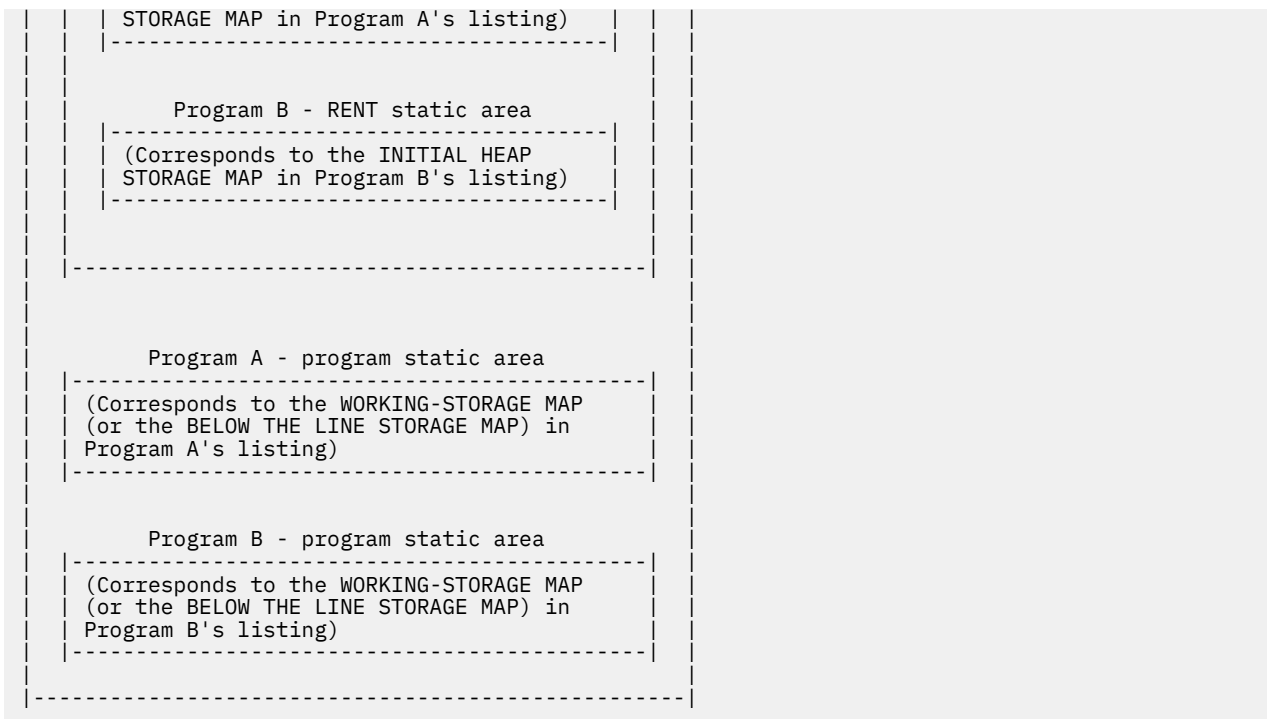 STORAGE MAP in Program A's listing)
Program B - RENT static area
(Corresponds to the INITIAL HEAP
STORAGE MAP in Program B's listing)
Program A - program static area
(Corresponds to the WORKING-STORAGE MAP
(or the BELOW THE LINE STORAGE MAP) in
Program A's listing)
Program B - program static area
(Corresponds to the WORKING-STORAGE MAP
(or the BELOW THE LINE STORAGE MAP) in
Program B's listing)